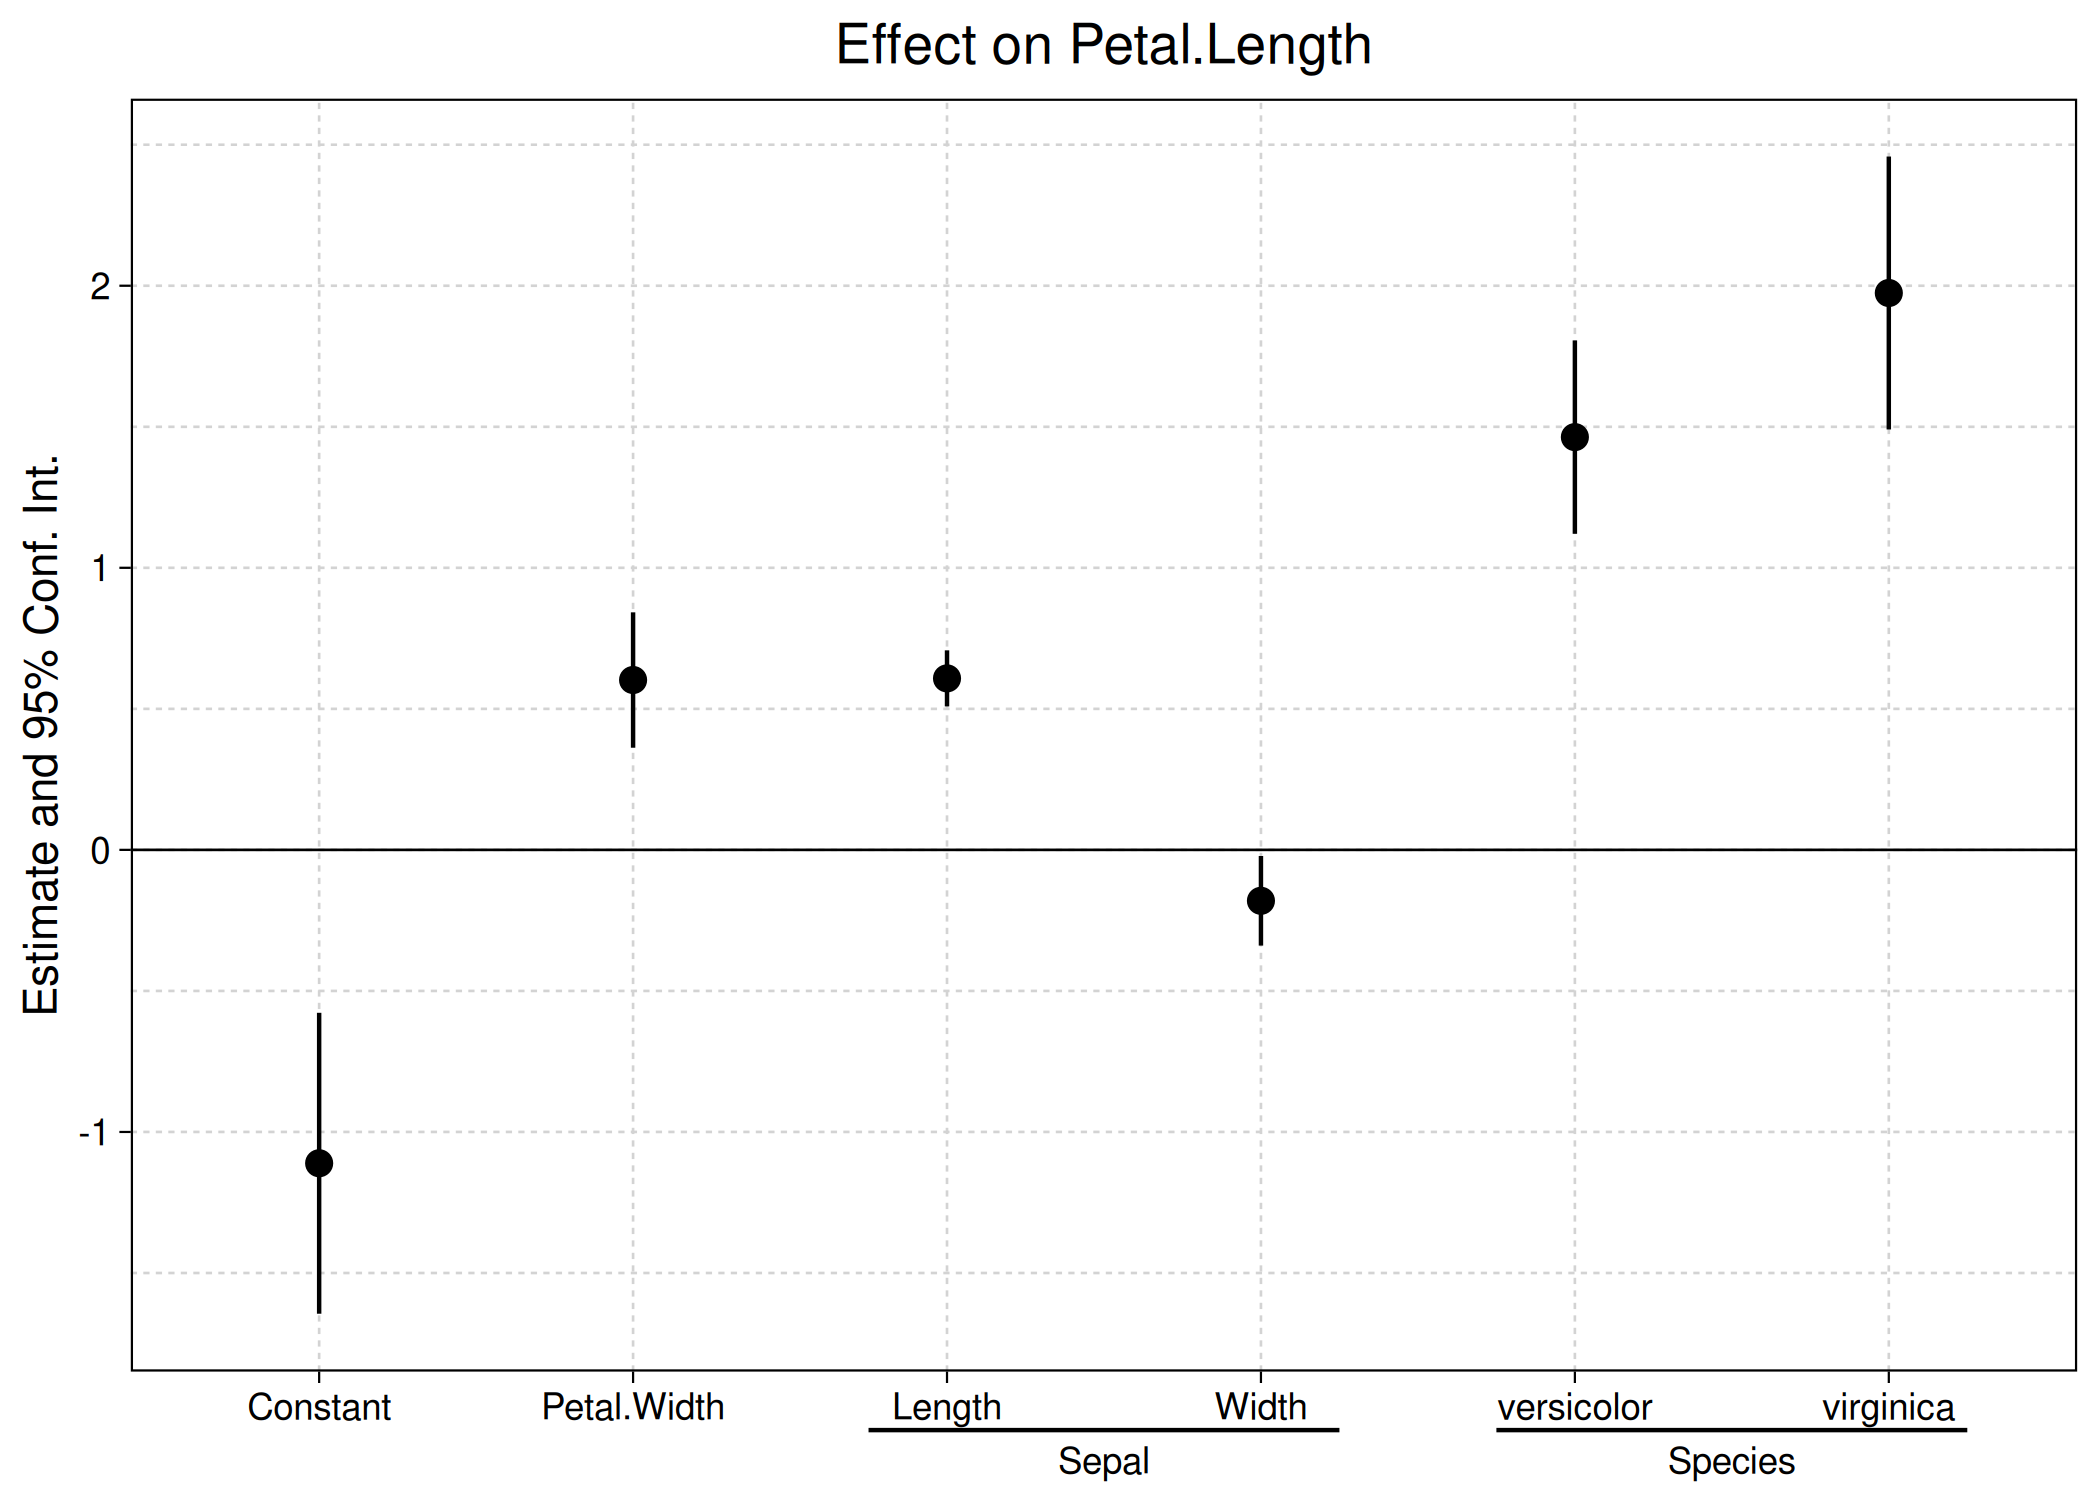 Effect on Petal.Length
Estimate and 95% Conf. Int.
2
1
0
-1
Constant Petal.Width Length Width versicolor virginica
Sepal Species